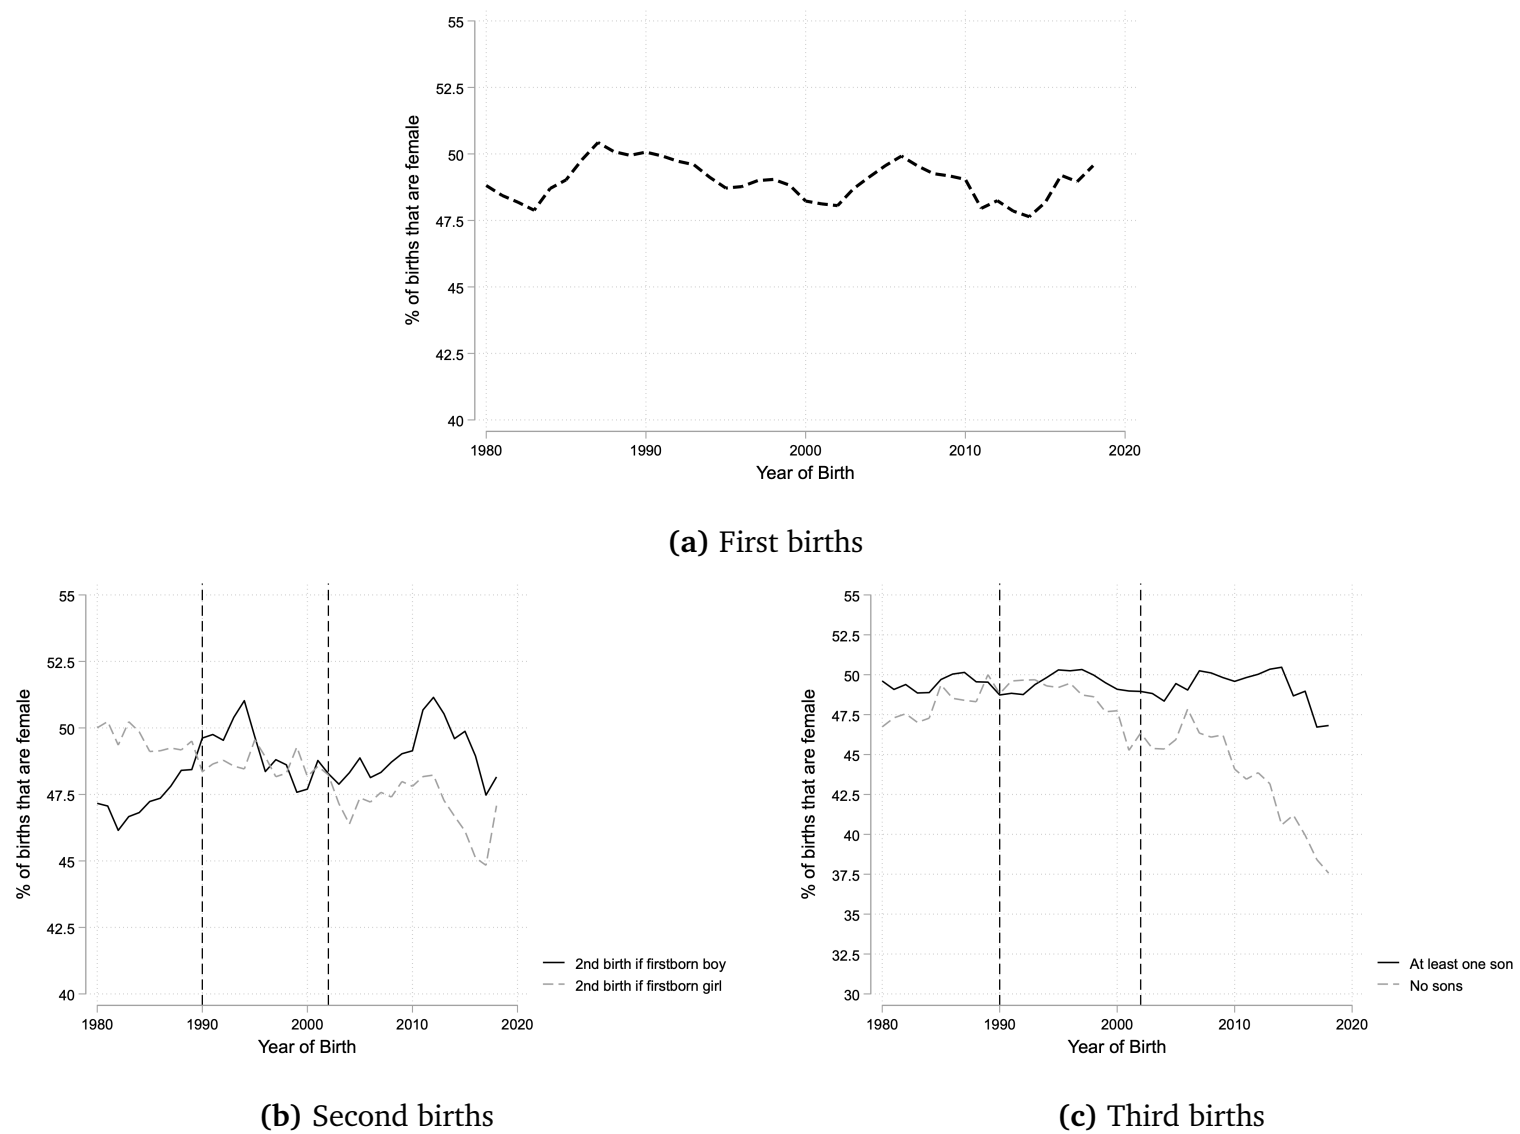 55
52.5
50
47.5
45
42.5
40
% of births that are female
1980 1990 2000 2010 2020
Year of Birth
(a) First births
55
52.5
50
47.5
45
42.5
40
% of births that are female
1980 1990 2000 2010 2020
Year of Birth
2nd birth if firstborn boy
2nd birth if firstborn girl
(b) Second births
55
52.5
50
47.5
45
42.5
40
37.5
35
32.5
30
% of births that are female
1980 1990 2000 2010 2020
Year of Birth
At least one son
No sons
(c) Third births